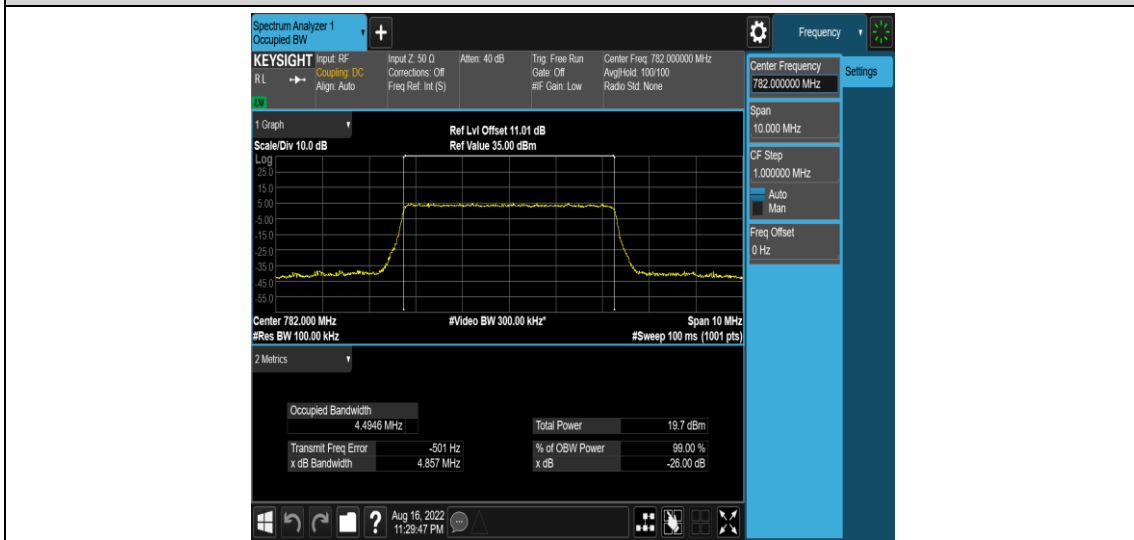 Spectrum Analyzer 1
Occupied BW
+
Frequency
KEYSIGHT
RL
LNI
Input: RF
Coupling: DC
Align: Auto
Input Z: 50 Ω
Corrections: Off
Freq Ref: Int (S)
Atten: 40 dB
Trig: Free Run
Gate: Off
#IF Gain: Low
Center Freq: 782.000000 MHz
Avg|Hold: 100/100
Radio Std: None
Center Frequency
782.000000 MHz
Settings
Span
10.000 MHz
CF Step
1.000000 MHz
Auto
Man
Freq Offset
0 Hz
1 Graph
Scale/Div 10.0 dB
Ref Lvl Offset 11.01 dB
Ref Value 35.00 dBm
Log
25.0
15.0
5.00
-5.00
-15.0
-25.0
-35.0
-45.0
-55.0
Center 782.000 MHz
#Video BW 300.00 kHz*
Span 10 MHz
#Res BW 100.00 kHz
#Sweep 100 ms (1001 pts)
2 Metrics
Occupied Bandwidth
4.4946 MHz
Total Power 19.7 dBm
Transmit Freq Error -501 Hz
% of OBW Power 99.00 %
x dB Bandwidth 4.857 MHz
x dB -26.00 dB
?
Aug 16, 2022
11:29:47 PM